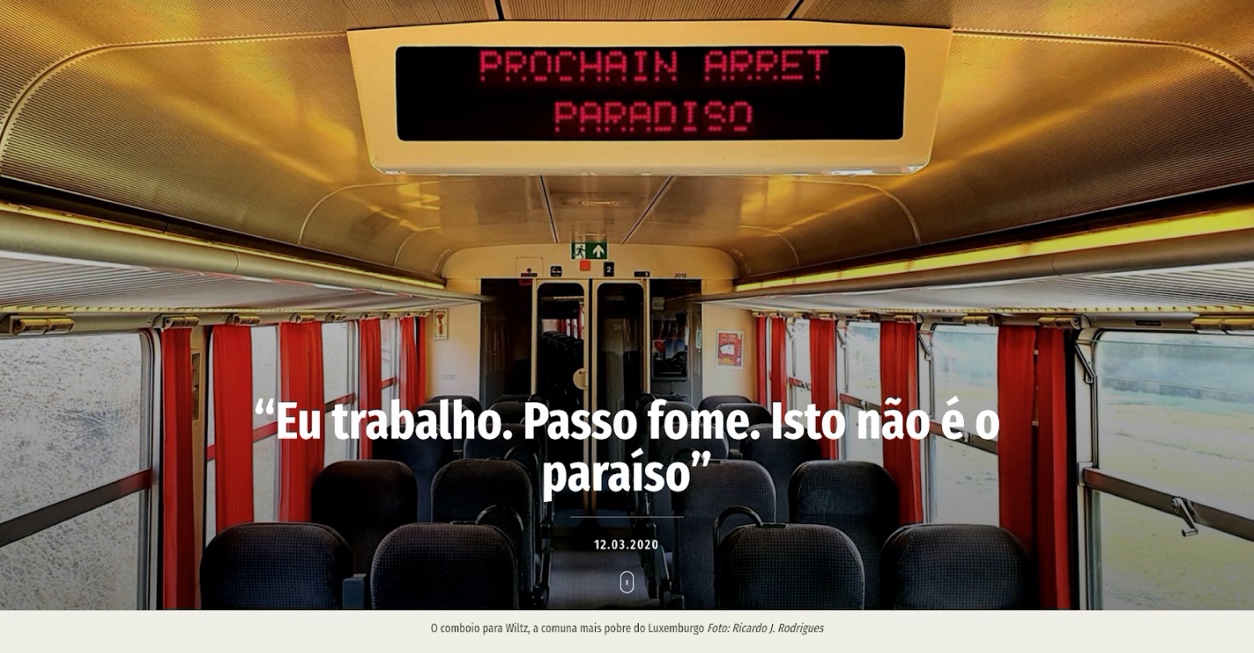 PROCHAIN ARRET
PARADISO
2
2012
“Eu trabalho. Passo fome. Isto não é o
paraíso”
12.03.2020
O comboio para Wiltz, a comuna mais pobre do Luxemburgo Foto: Ricardo J. Rodrigues